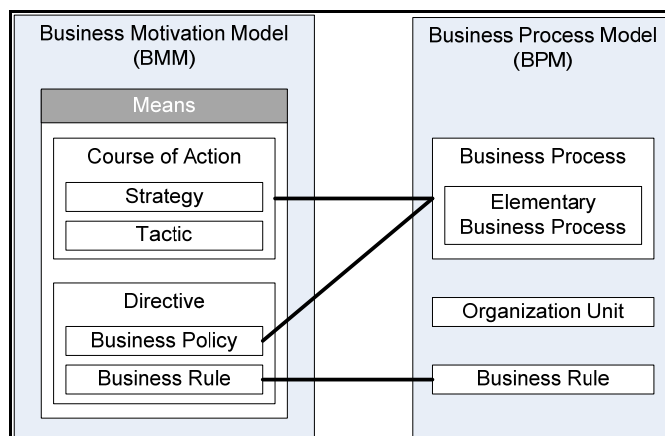 Business Motivation Model
(BMM)
Means
Course of Action
Strategy
Tactic
Directive
Business Policy
Business Rule
Business Process Model
(BPM)
Business Process
Elementary
Business Process
Organization Unit
Business Rule